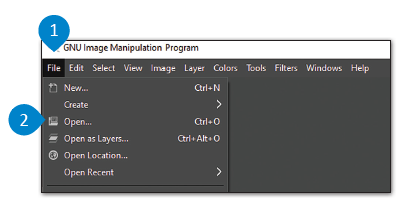 1
GNU Image Manipulation Program
File Edit Select View Image Layer Colors Tools Filters Windows Help
New... Ctrl+N
Create
2 Open... Ctrl+O
Open as Layers... Ctrl+Alt+O
Open Location...
Open Recent